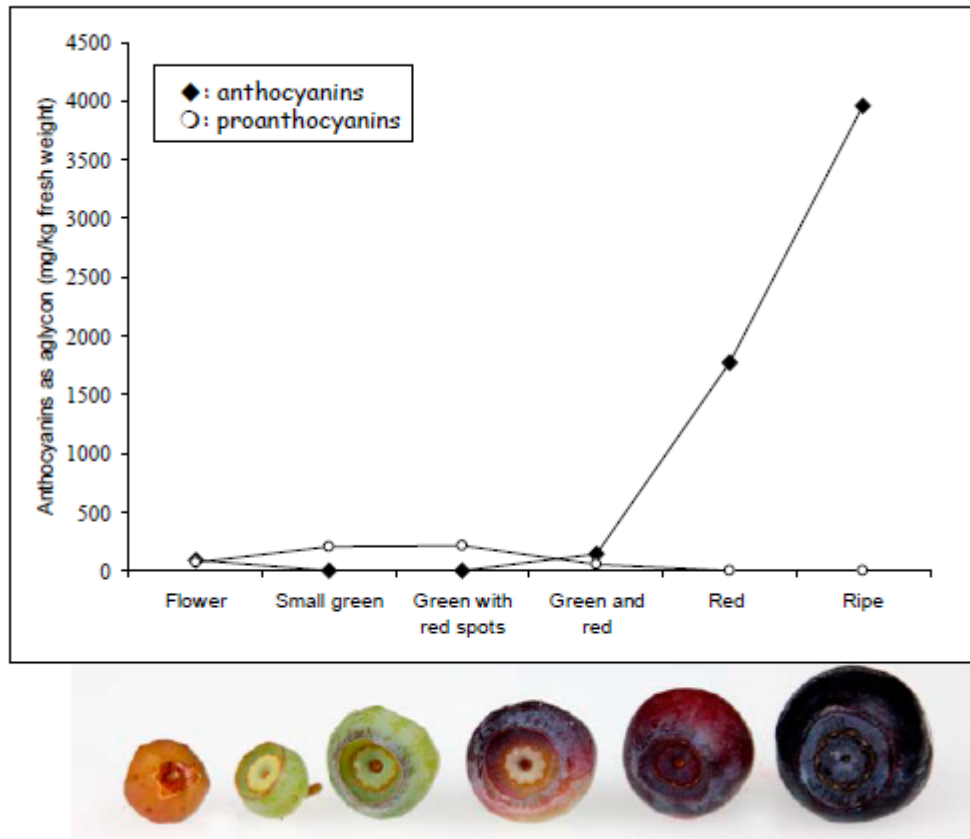 Anthocyanins as aglycon (mg/kg fresh weight)
4500
4000
3500
3000
2500
2000
1500
1000
500
0
◆: anthocyanins
○: proanthocyanins
Flower Small green Green with Green and Red Ripe
red spots red